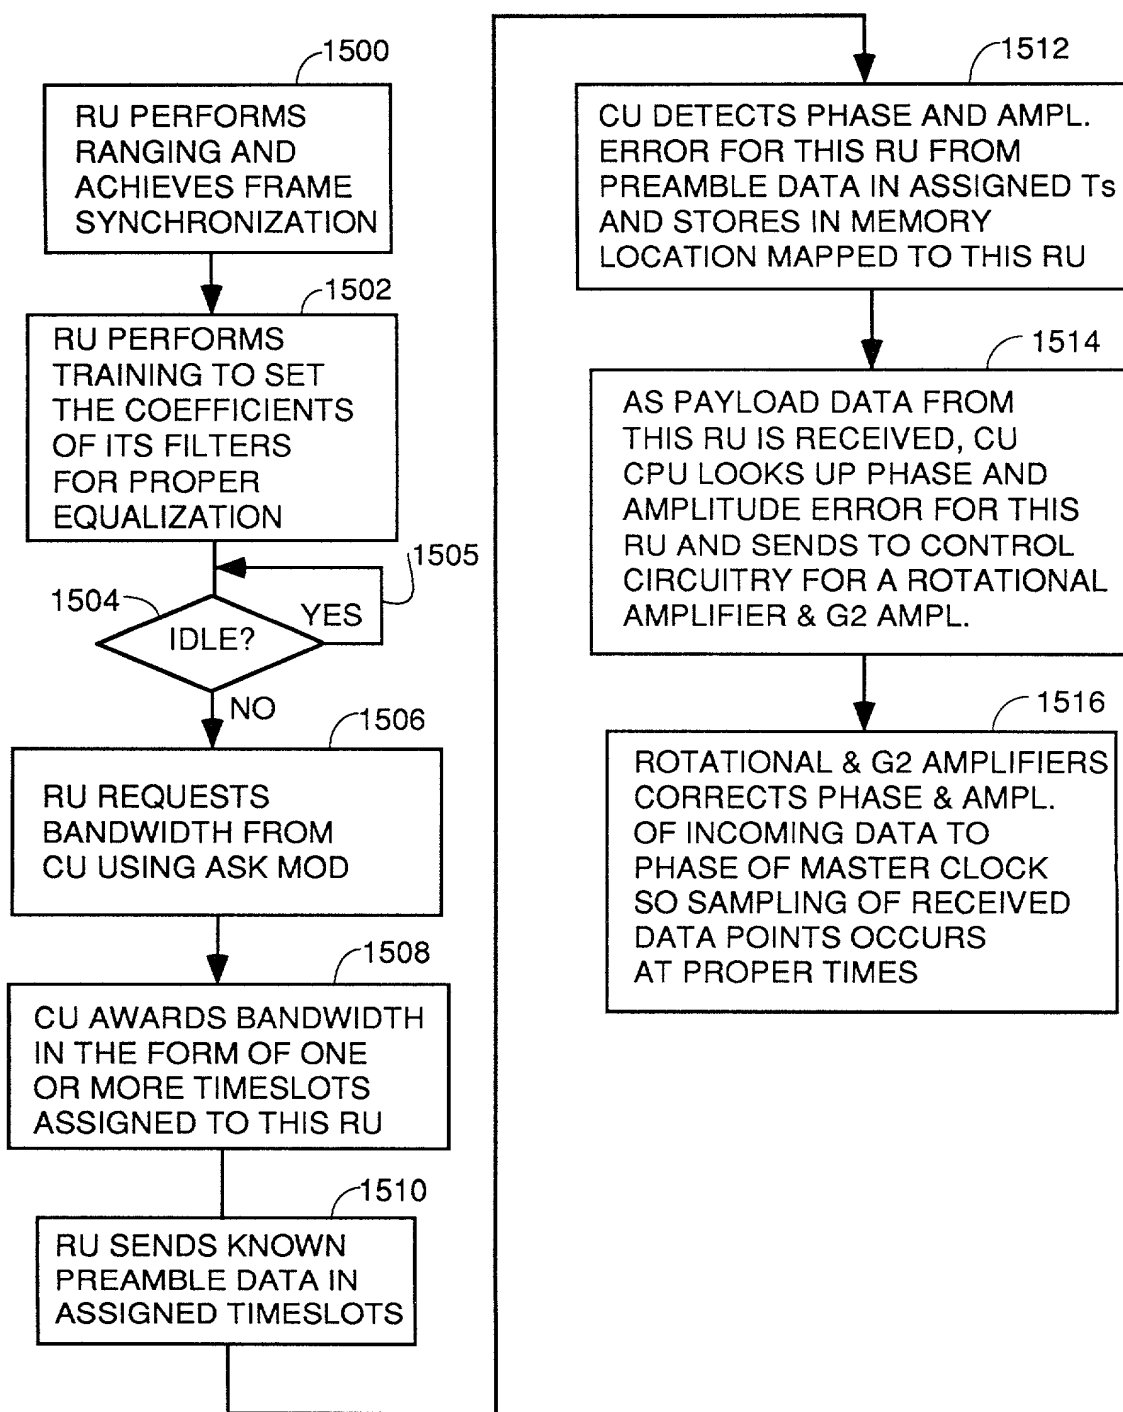 1500
RU PERFORMS
RANGING AND
ACHIEVES FRAME
SYNCHRONIZATION
1502
RU PERFORMS
TRAINING TO SET
THE COEFFICIENTS
OF ITS FILTERS
FOR PROPER
EQUALIZATION
1505
1504
YES
IDLE?
NO
1506
RU REQUESTS
BANDWIDTH FROM
CU USING ASK MOD
1508
CU AWARDS BANDWIDTH
IN THE FORM OF ONE
OR MORE TIMESLOTS
ASSIGNED TO THIS RU
1510
RU SENDS KNOWN
PREAMBLE DATA IN
ASSIGNED TIMESLOTS
1512
CU DETECTS PHASE AND AMPL.
ERROR FOR THIS RU FROM
PREAMBLE DATA IN ASSIGNED Ts
AND STORES IN MEMORY
LOCATION MAPPED TO THIS RU
1514
AS PAYLOAD DATA FROM
THIS RU IS RECEIVED, CU
CPU LOOKS UP PHASE AND
AMPLITUDE ERROR FOR THIS
RU AND SENDS TO CONTROL
CIRCUITRY FOR A ROTATIONAL
AMPLIFIER & G2 AMPL.
1516
ROTATIONAL & G2 AMPLIFIERS
CORRECTS PHASE & AMPL.
OF INCOMING DATA TO
PHASE OF MASTER CLOCK
SO SAMPLING OF RECEIVED
DATA POINTS OCCURS
AT PROPER TIMES